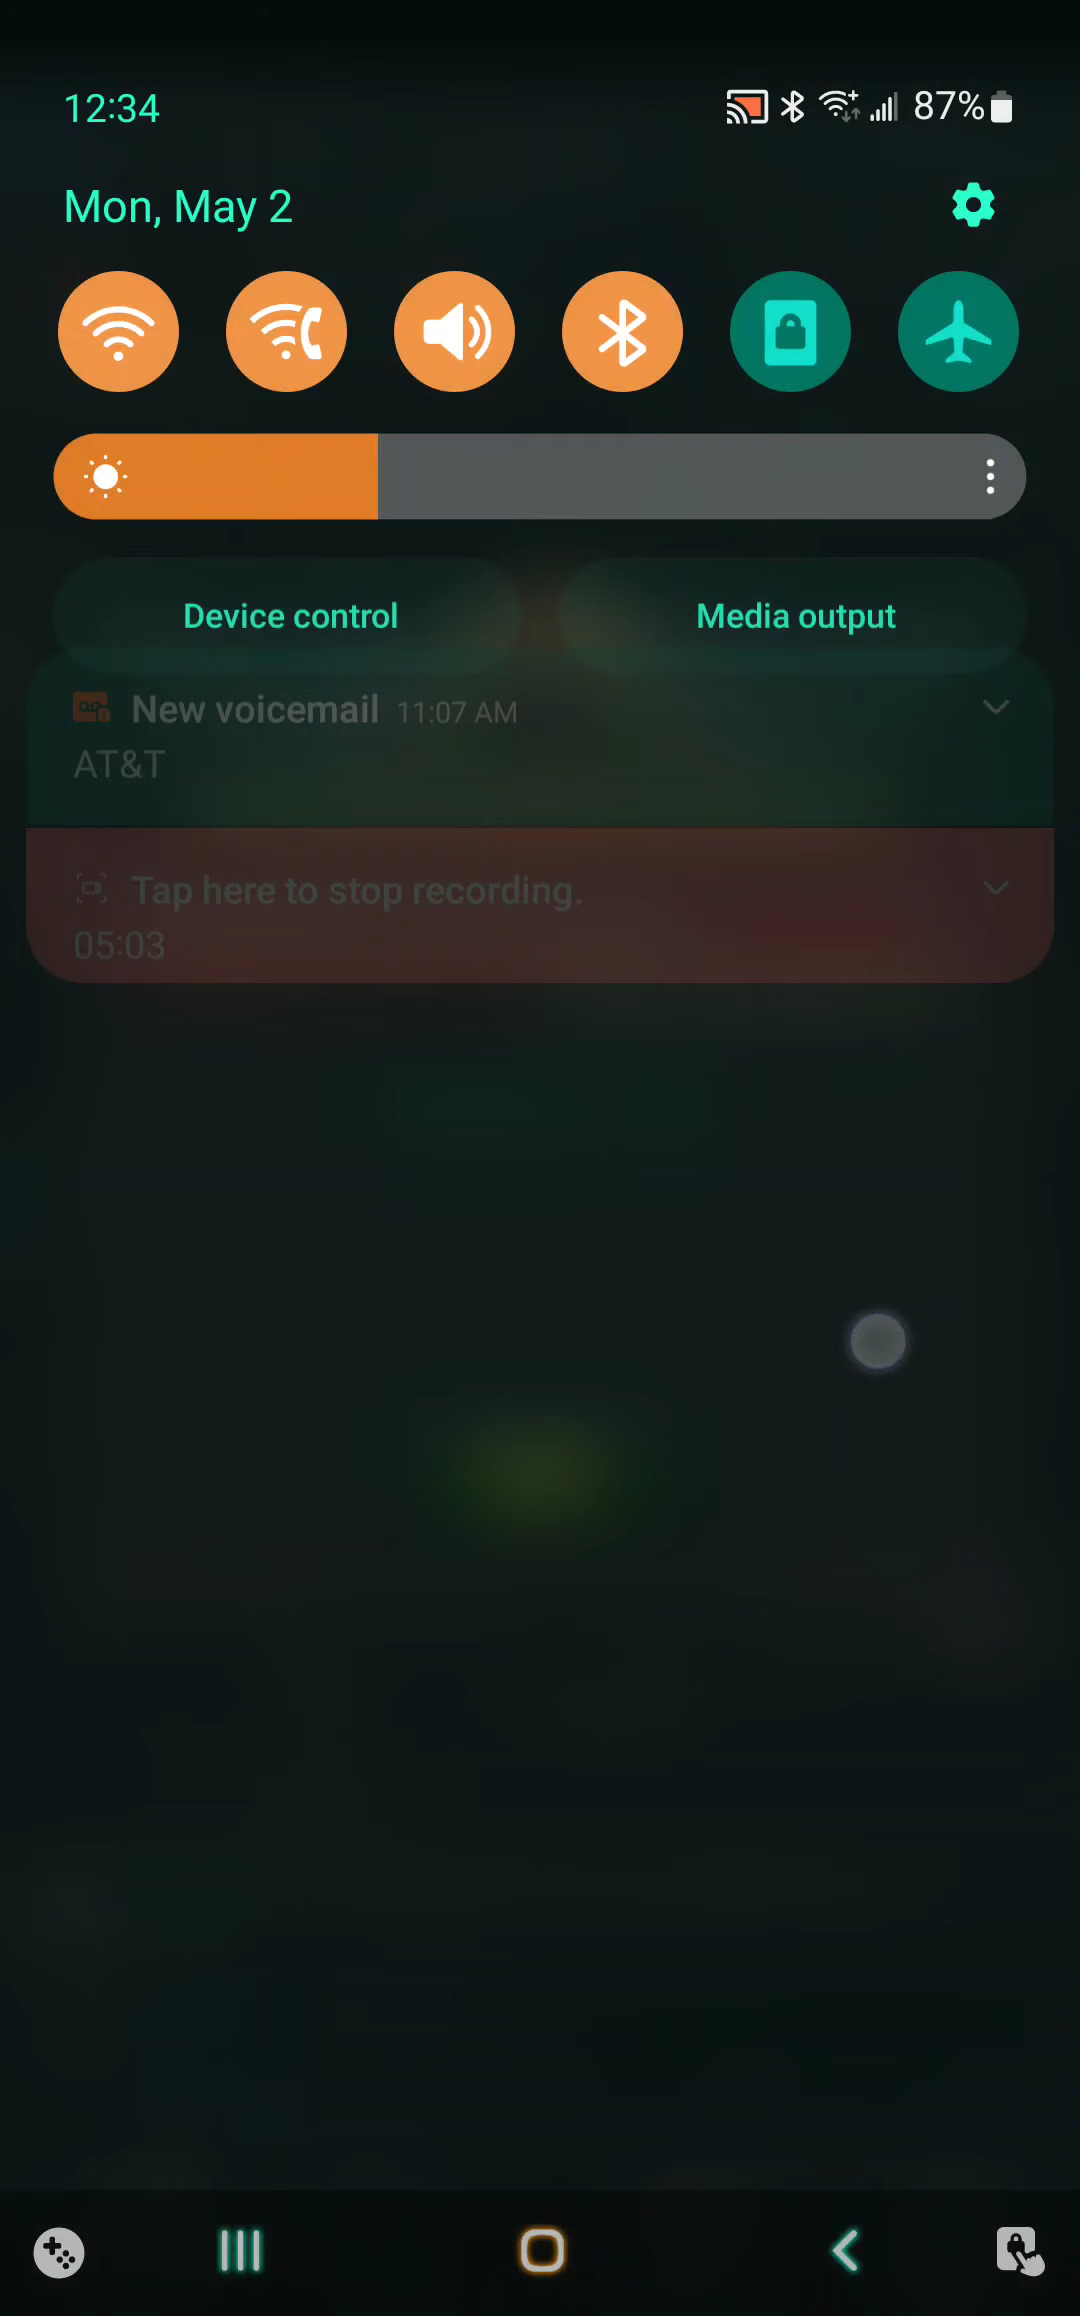 12:34
87%
Mon, May 2
Device control
Media output
New voicemail 11:07 AM
AT&T
Tap here to stop recording.
05:03